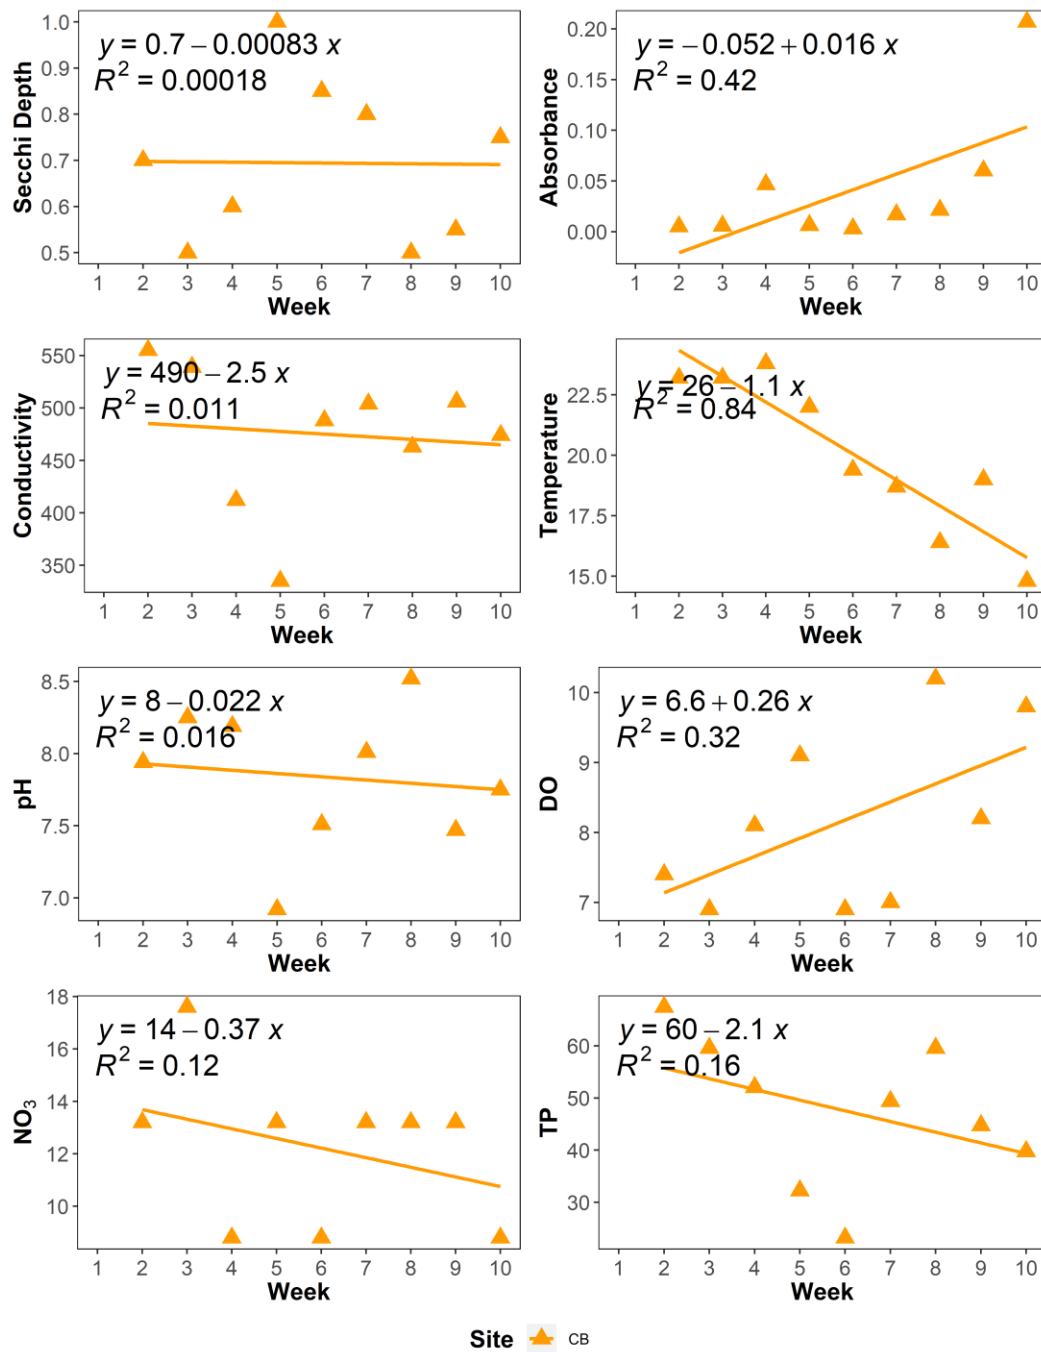 1.0
0.9
0.8
0.7
0.6
0.5
Secchi Depth
y = 0.7 – 0.00083 x
R² = 0.00018
1 2 3 4 5 6 7 8 9 10
Week
0.20
0.15
0.10
0.05
0.00
Absorbance
y = −0.052 + 0.016 x
R² = 0.42
1 2 3 4 5 6 7 8 9 10
Week
550
500
450
400
350
Conductivity
y = 490 – 2.5 x
R² = 0.011
1 2 3 4 5 6 7 8 9 10
Week
22.5
20.0
17.5
15.0
Temperature
y = 26 – 1.1 x
R² = 0.84
1 2 3 4 5 6 7 8 9 10
Week
8.5
8.0
7.5
7.0
pH
y = 8 – 0.022 x
R² = 0.016
1 2 3 4 5 6 7 8 9 10
Week
10
9
8
7
DO
y = 6.6 + 0.26 x
R² = 0.32
1 2 3 4 5 6 7 8 9 10
Week
18
16
14
12
10
NO₃
y = 14 – 0.37 x
R² = 0.12
1 2 3 4 5 6 7 8 9 10
Week
60
50
40
30
TP
y = 60 – 2.1 x
R² = 0.16
1 2 3 4 5 6 7 8 9 10
Week
Site CB